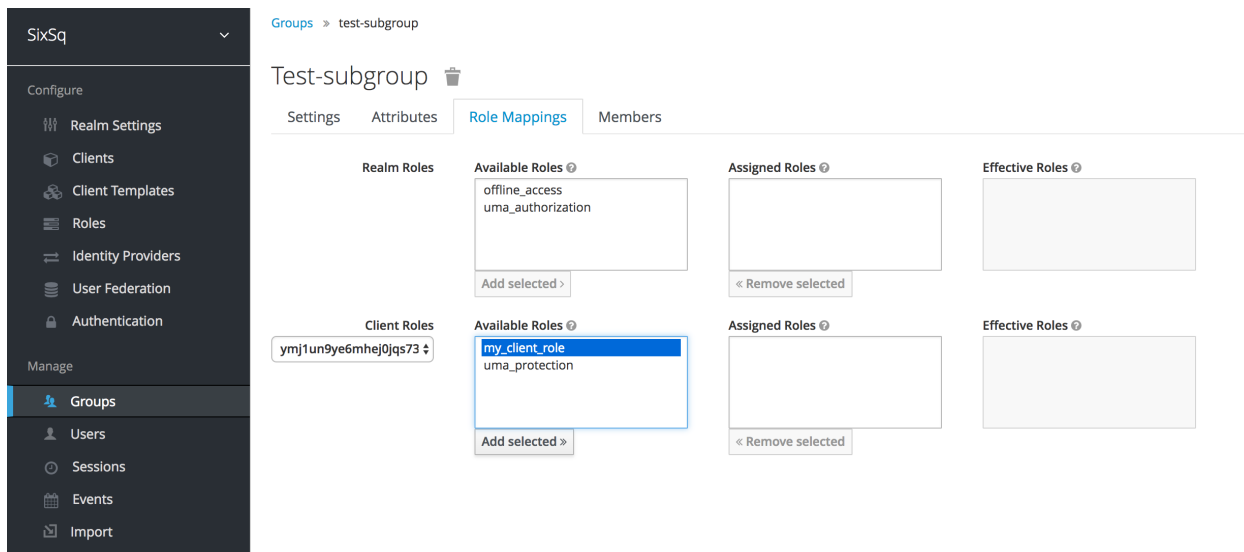 SixSq
Configure
Realm Settings
Clients
Client Templates
Roles
Identity Providers
User Federation
Authentication
Manage
Groups
Users
Sessions
Events
Import
Groups » test-subgroup
Test-subgroup
Settings Attributes Role Mappings Members
Realm Roles
Available Roles
offline_access
uma_authorization
Add selected ›
Assigned Roles
« Remove selected
Effective Roles
Client Roles
ymj1un9ye6mhej0jqs73
Available Roles
my_client_role
uma_protection
Add selected »
Assigned Roles
« Remove selected
Effective Roles